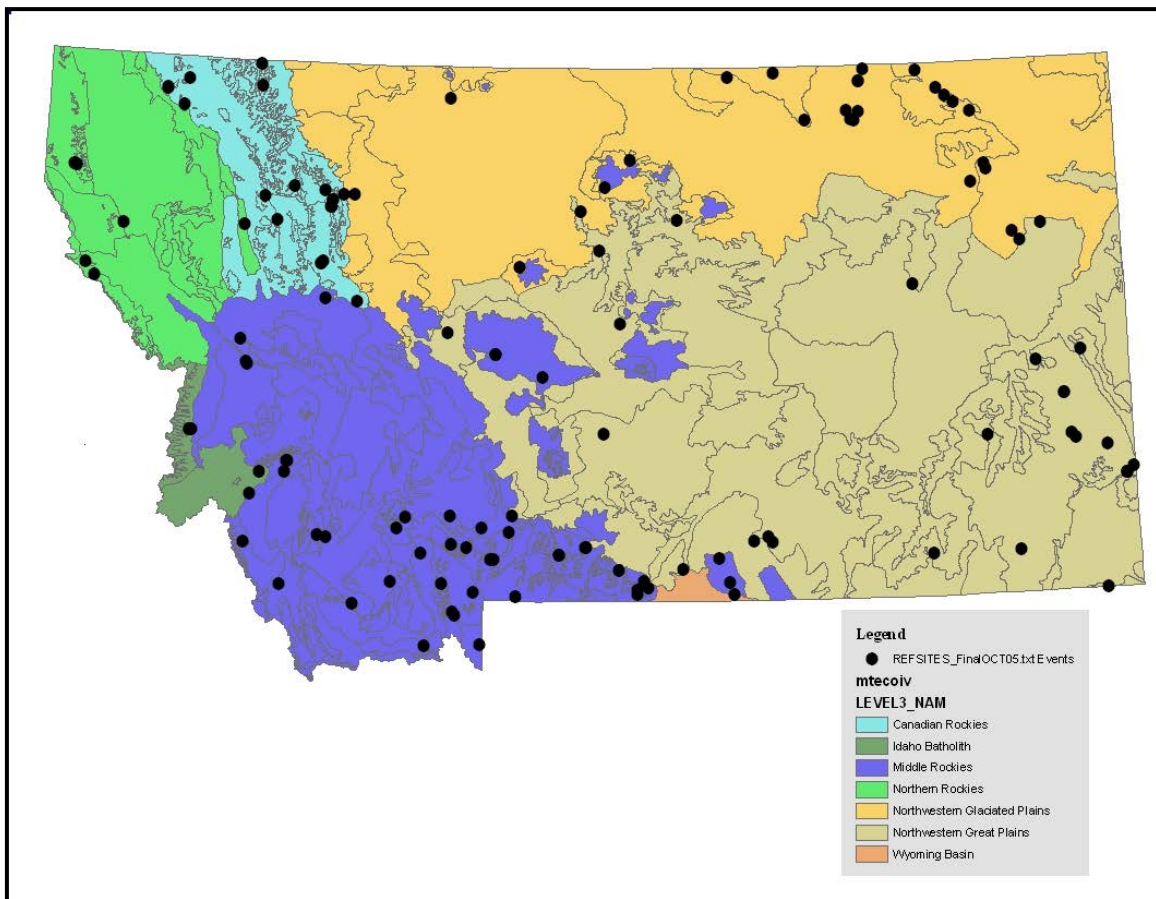 Legend
REFSITES_FinalOCT05.txt Events
mtecoiv
LEVEL3_NAM
Canadian Rockies
Idaho Batholith
Middle Rockies
Northern Rockies
Northwestern Glaciated Plains
Northwestern Great Plains
Wyoming Basin